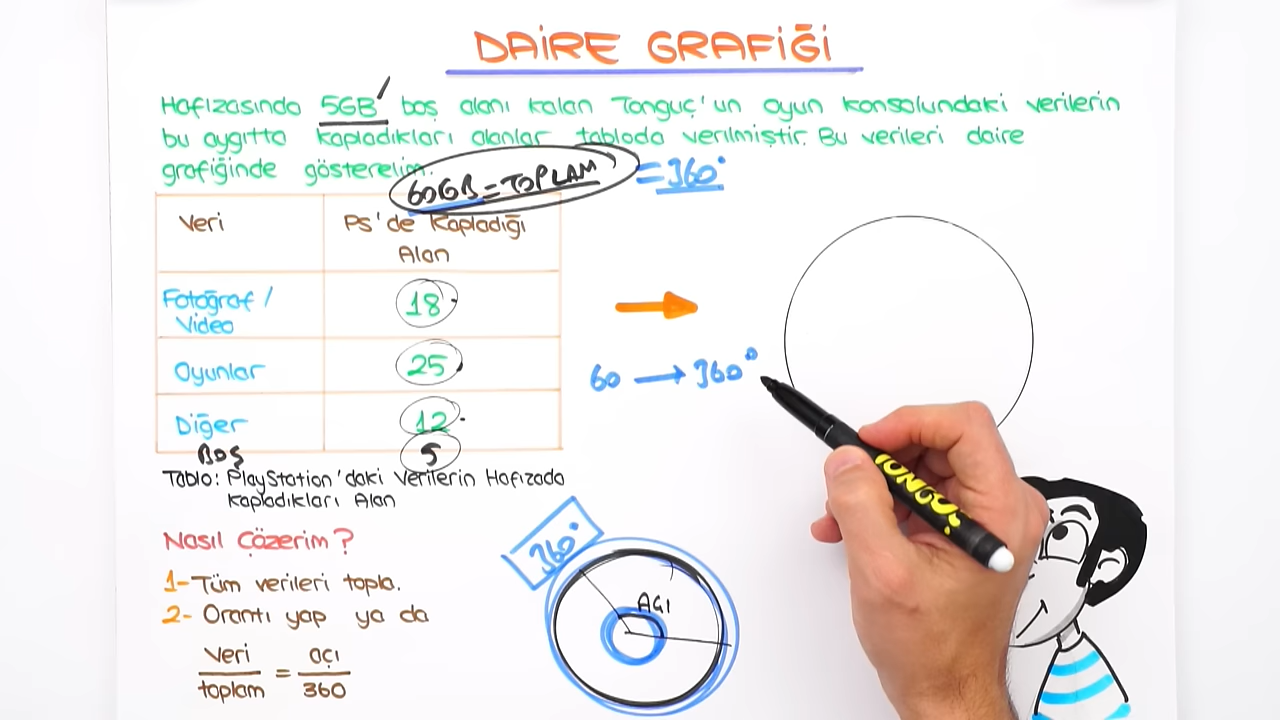 DAİRE GRAFİĞİ
Hafızasında 5GB boş alanı kalan Tonguç'un oyun konsolundaki verilerin
bu aygıtta kapladıkları alanlar tabloda verilmiştir. Bu verileri daire
grafiğinde gösterelim.
60GB = TOPLAM = 360°
Veri Ps'de Kapladığı
Alan
Fotoğraf / 18
Video
Oyunlar 25
60 → 360°
Diğer 12
BOŞ 5
Tablo: PlayStation'daki Verilerin Hafızada
Kapladıkları Alan
Nasıl Çözerim?
1- Tüm verileri topla.
2- Orantı yap ya da
veri açı
toplam = 360
360°
AÇI
TONGUÇ